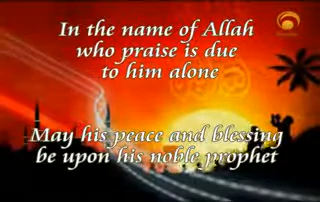 In the name of Allah
who praise is due
to him alone
May his peace and blessing
be upon his noble prophet